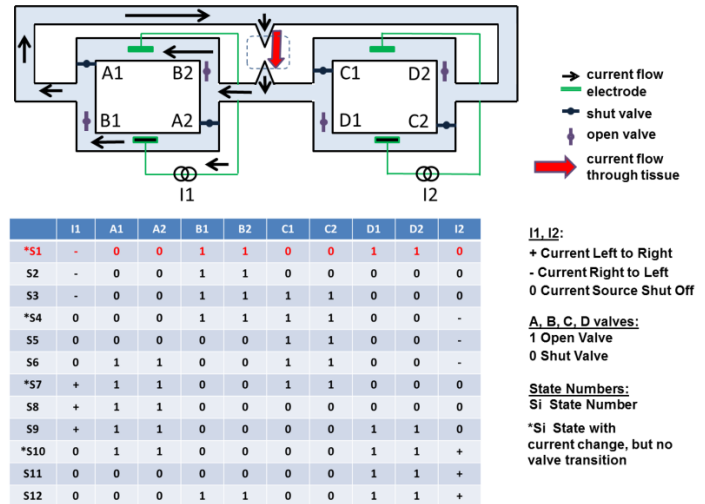 A1
B2
B1
A2
I1
C1
D2
D1
C2
I2
current flow
electrode
shut valve
open valve
current flow
through tissue
I1 A1 A2 B1 B2 C1 C2 D1 D2 I2
*S1 - 0 0 1 1 0 0 1 1 0
S2 - 0 0 1 1 0 0 0 0 0
S3 - 0 0 1 1 1 1 0 0 0
*S4 0 0 0 1 1 1 1 0 0 -
S5 0 0 0 0 0 1 1 0 0 -
S6 0 1 1 0 0 1 1 0 0 -
*S7 + 1 1 0 0 1 1 0 0 0
S8 + 1 1 0 0 0 0 0 0 0
S9 + 1 1 0 0 0 0 1 1 0
*S10 0 1 1 0 0 0 0 1 1 +
S11 0 0 0 0 0 0 0 1 1 +
S12 0 0 0 1 1 0 0 1 1 +
I1, I2:
+ Current Left to Right
- Current Right to Left
0 Current Source Shut Off
A, B, C, D valves:
1 Open Valve
0 Shut Valve
State Numbers:
Si State Number
*Si State with
current change, but no
valve transition